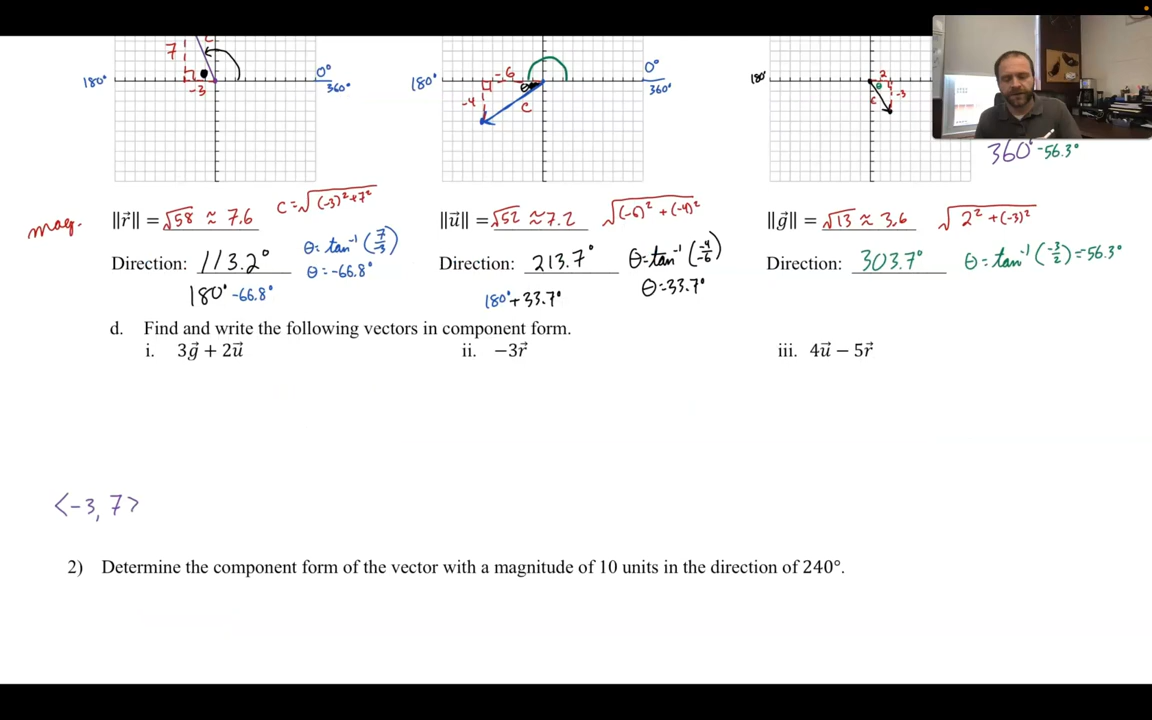 7
L
-3
180°
0°
360°
-6
-4
θ
c
180°
0°
360°
2
θ
-3
c
180°
360° -56.3°
mag.
‖r⃗‖ = √58 ≈ 7.6
c = √(-3)²+7²
‖u⃗‖ = √52 ≈ 7.2
√(-6)² + (-4)²
‖g⃗‖ = √13 ≈ 3.6
√2² + (-3)²
Direction: 113.2°
θ = tan⁻¹(7/-3)
θ = -66.8°
180° -66.8°
Direction: 213.7°
θ = tan⁻¹(-4/-6)
θ = 33.7°
180° + 33.7°
Direction: 303.7°
θ = tan⁻¹(-3/2) = 56.3°
d. Find and write the following vectors in component form.
i. 3g⃗ + 2u⃗
ii. −3r⃗
iii. 4u⃗ − 5r⃗
<-3, 7>
2) Determine the component form of the vector with a magnitude of 10 units in the direction of 240°.